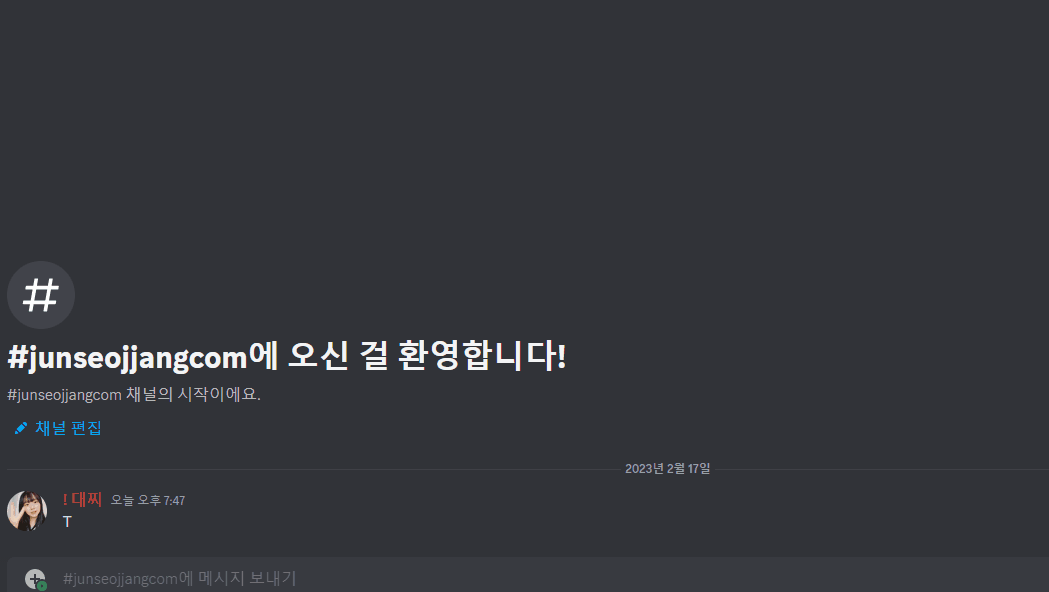 #
#junseojjangcom에 오신 걸 환영합니다!
#junseojjangcom 채널의 시작이에요.
채널 편집
2023년 2월 17일
! 대찌 오늘 오후 7:47
T
#junseojjangcom에 메시지 보내기